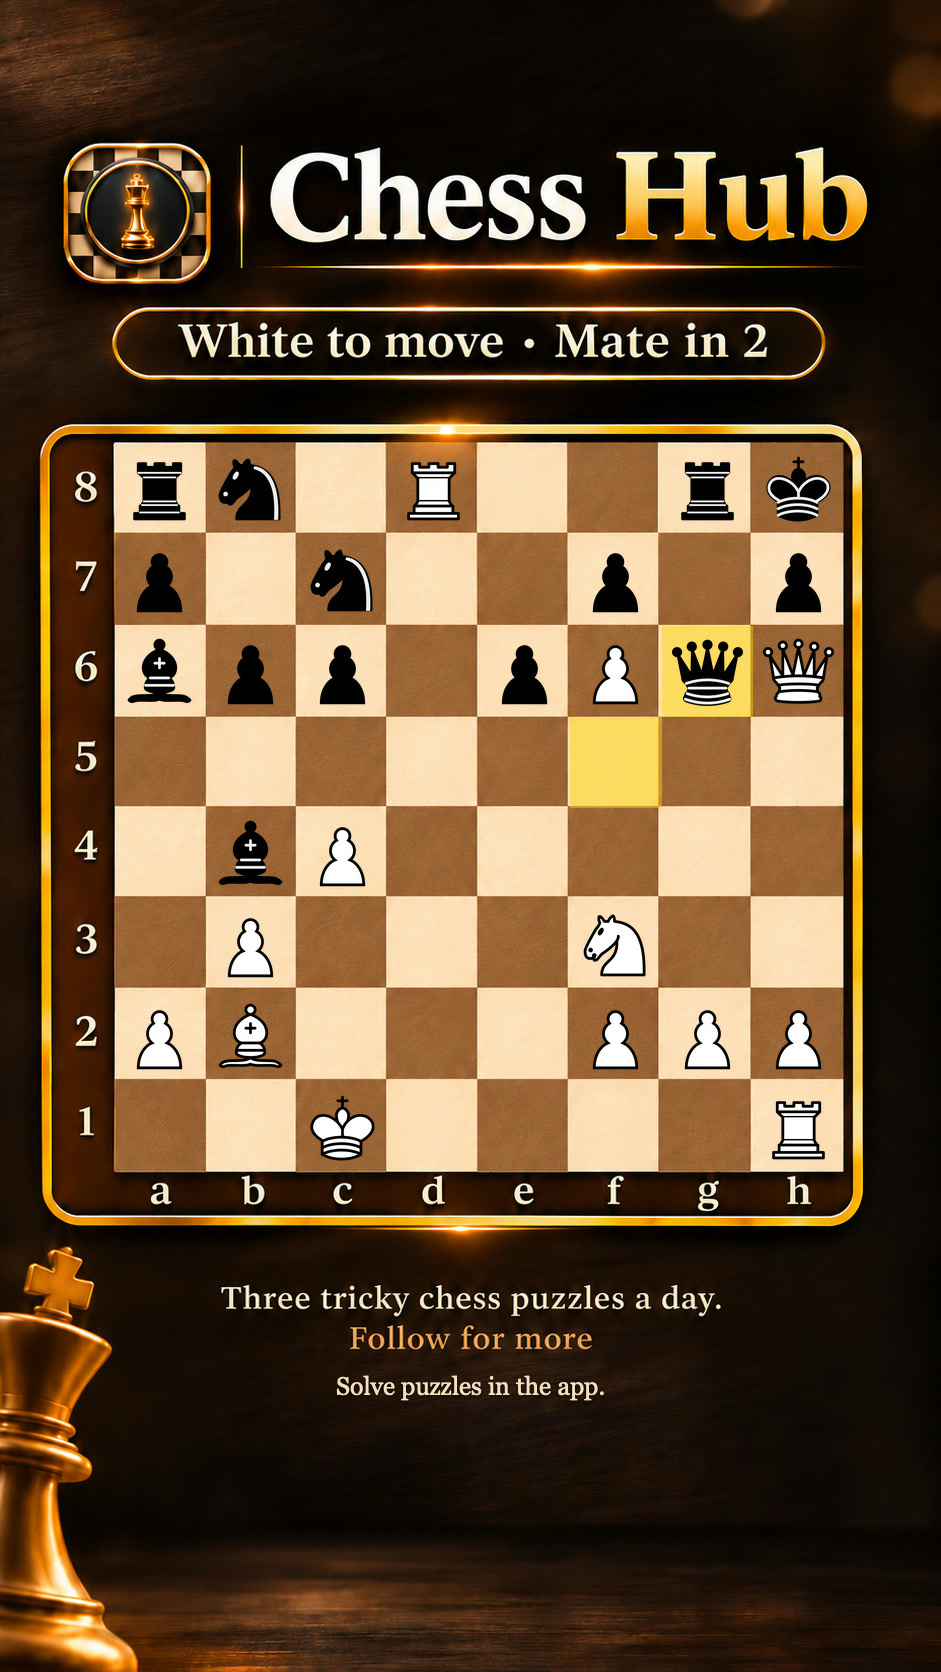 Chess Hub
White to move • Mate in 2
8
7
6
5
4
3
2
1
a b c d e f g h
Three tricky chess puzzles a day.
Follow for more
Solve puzzles in the app.